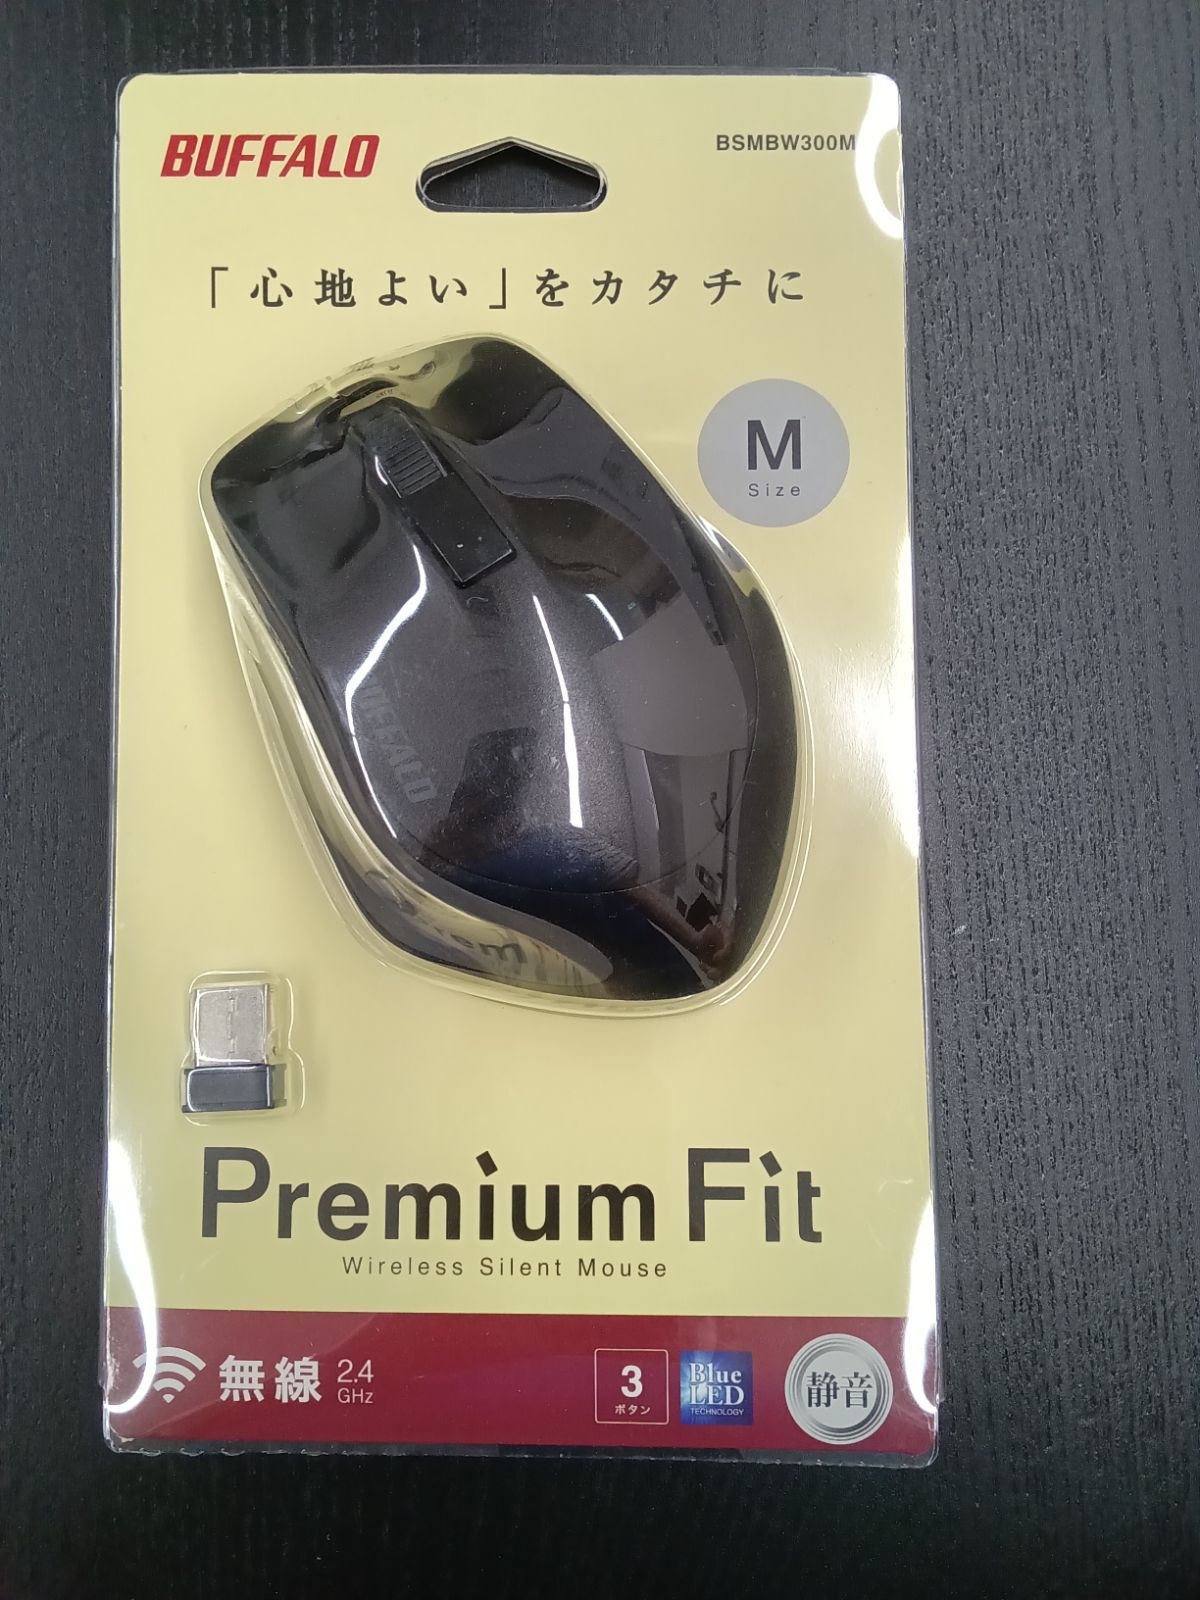 BUFFALO
BSMBW300M
「心地よい」をカタチに
M
Size
BUFFALO
Premium Fit
Wireless Silent Mouse
無線 2.4
GHz
3
ボタン
Blue
LED
TECHNOLOGY
静音